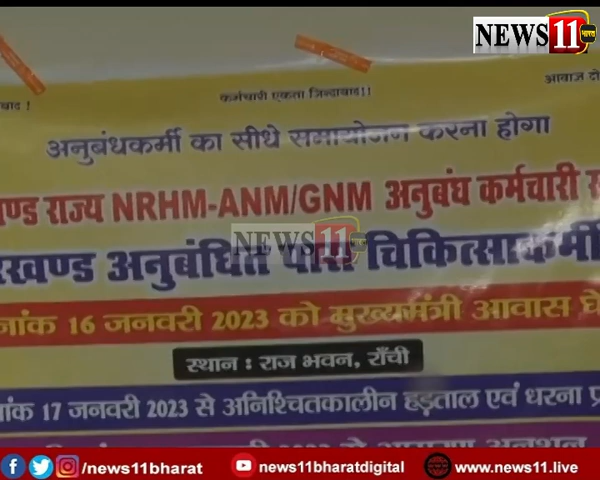 NEWS 11 भारत
बाद !
कर्मचारी एकता जिन्दाबाद!!
आवाज दो
अनुबंधकर्मी का सीधे समायोजन करना होगा
ण्ड राज्य NRHM-ANM/GNM अनुबंध कर्मचारी
NEWS 11
रखण्ड अनुबंधित पारा चिकित्साकर्मी
नांक 16 जनवरी 2023 को मुख्यमंत्री आवास घे
स्थान : राज भवन, राँची
नांक 17 जनवरी 2023 से अनिश्चितकालीन हड़ताल एवं धरना प्र
/news11bharat
news11bharatdigital
www.news11.live